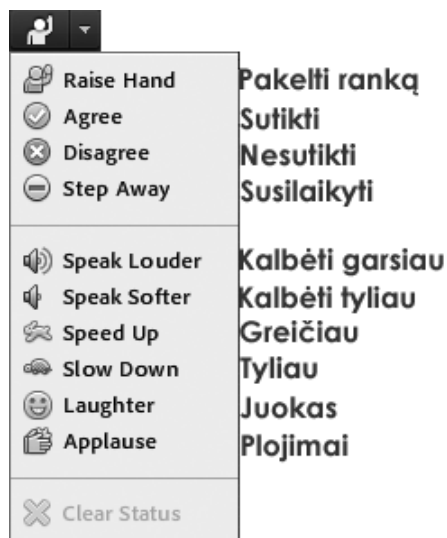 Raise Hand Pakelti ranką
Agree Sutikti
Disagree Nesutikti
Step Away Susilaikyti
Speak Louder Kalbėti garsiau
Speak Softer Kalbėti tyliau
Speed Up Greičiau
Slow Down Tyliau
Laughter Juokas
Applause Plojimai
Clear Status